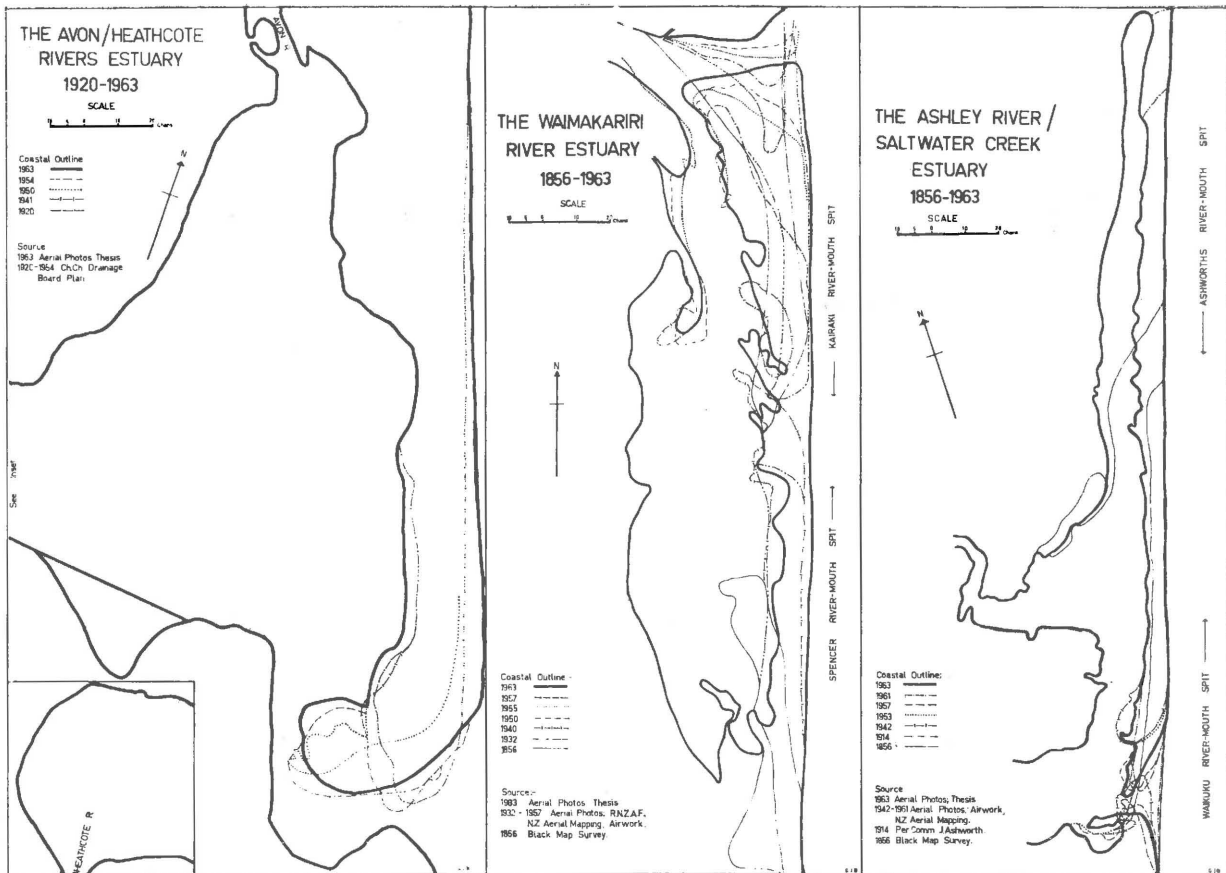 THE AVON/HEATHCOTE
RIVERS ESTUARY
1920-1963
SCALE
Chains
Coastal Outline
1963
1954
1950
1941
1920
Source
1963 Aerial Photos Thesis
1920-1954 Ch.Ch Drainage
Board Plan
N
AVON R
See Inset
HEATHCOTE R
THE WAIMAKARIRI
RIVER ESTUARY
1856-1963
SCALE
Chains
N
KAIRAKI RIVER-MOUTH SPIT
SPENCER RIVER-MOUTH SPIT
Coastal Outline -
1963
1957
1955
1950
1940
1932
1856
Source:-
1983 Aerial Photos Thesis
1932 - 1957 Aerial Photos, R.N.Z.A.F.,
N.Z Aerial Mapping, Airwork.
1856 Black Map Survey.
THE ASHLEY RIVER /
SALTWATER CREEK
ESTUARY
1856-1963
SCALE
Chains
N
ASHWORTHS RIVER-MOUTH SPIT
WAIKUKU RIVER-MOUTH SPIT
Coastal Outline:
1963
1961
1957
1953
1942
1914
1856
Source
1963 Aerial Photos; Thesis
1942-1961 Aerial Photos, Airwork,
N.Z Aerial Mapping.
1914 Per Comm J.Ashworth.
1856 Black Map Survey.